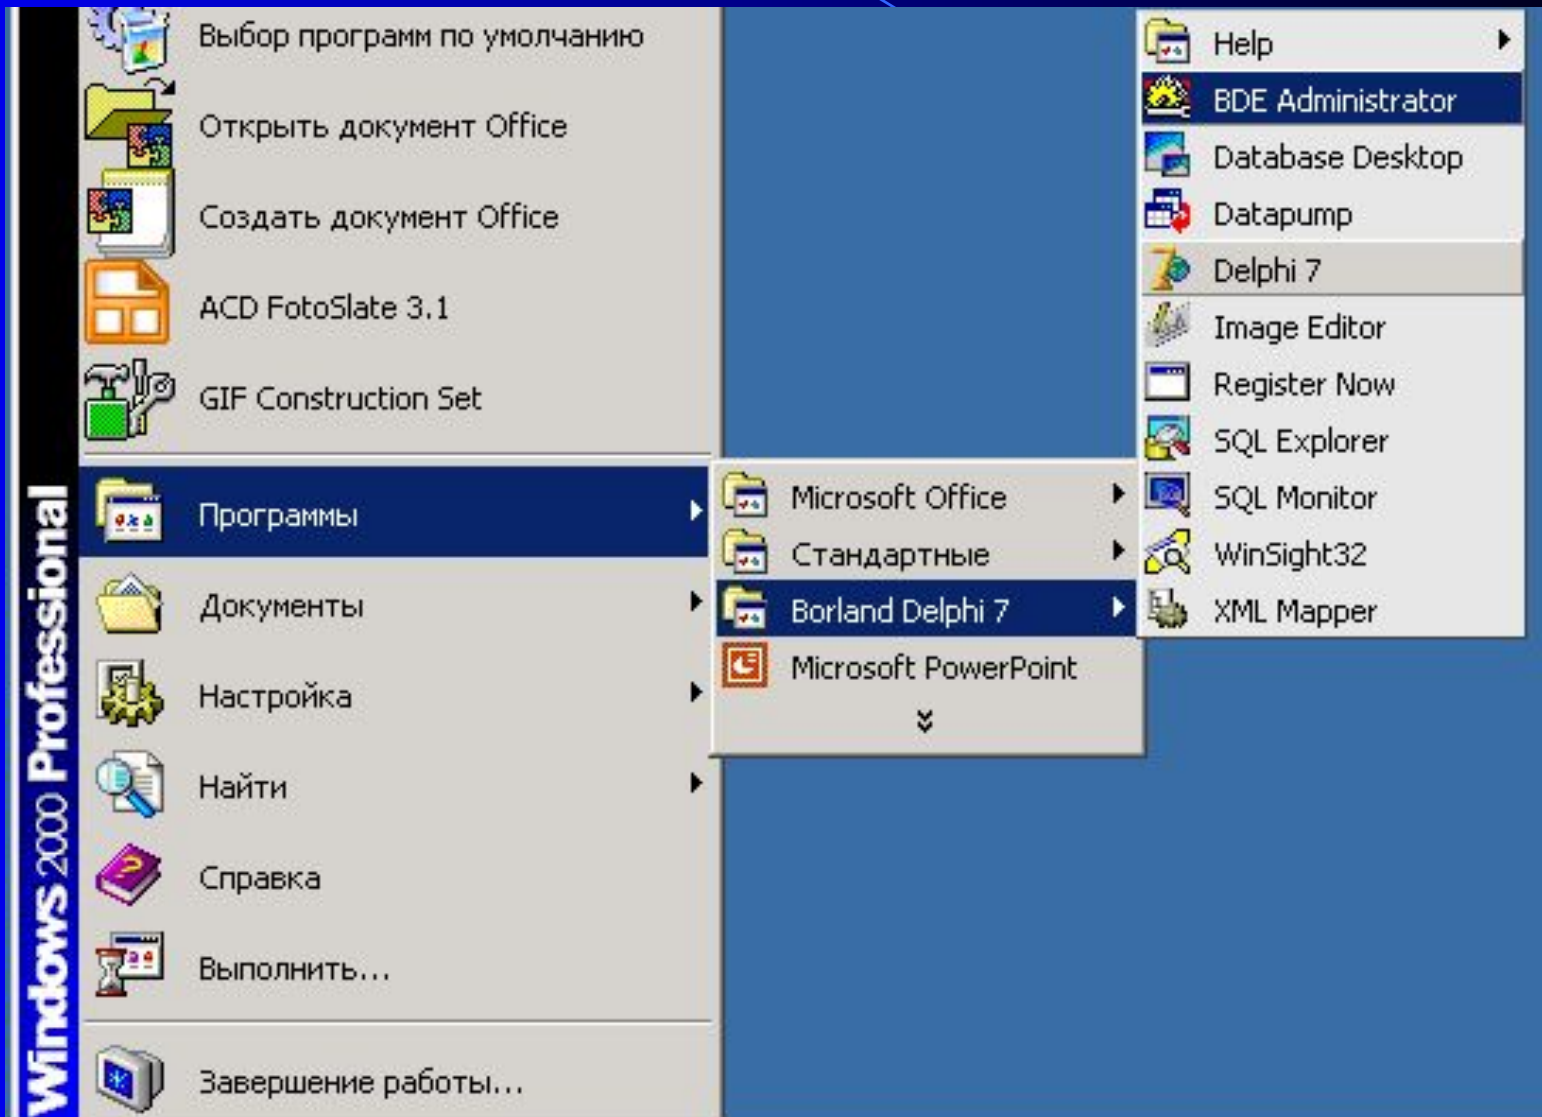 Выбор программ по умолчанию
Открыть документ Office
Создать документ Office
ACD FotoSlate 3.1
GIF Construction Set
Программы
Документы
Настройка
Найти
Справка
Выполнить...
Завершение работы...
Windows 2000 Professional
Microsoft Office
Стандартные
Borland Delphi 7
Microsoft PowerPoint
Help
BDE Administrator
Database Desktop
Datapump
Delphi 7
Image Editor
Register Now
SQL Explorer
SQL Monitor
WinSight32
XML Mapper